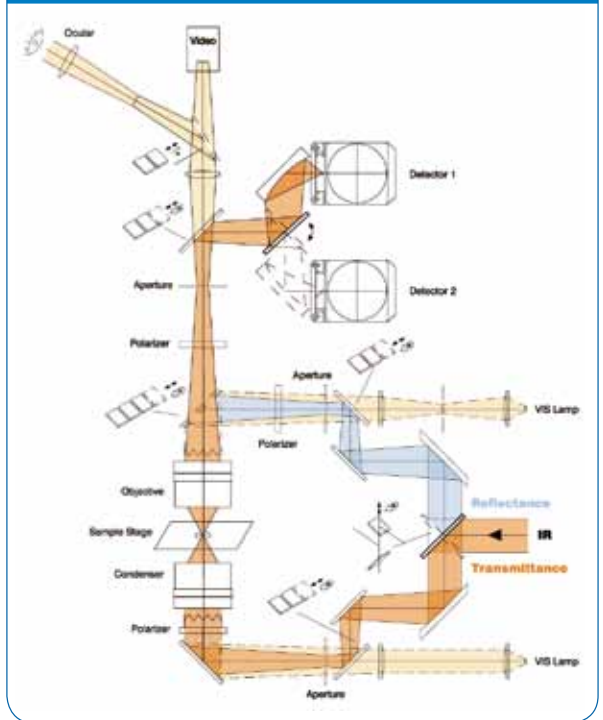 Ocular
Video
Detector 1
Aperture
Detector 2
Polarizer
Aperture
VIS Lamp
Polarizer
Objective
Reflectance
Sample Stage
IR
Transmittance
Condenser
Polarizer
VIS Lamp
Aperture